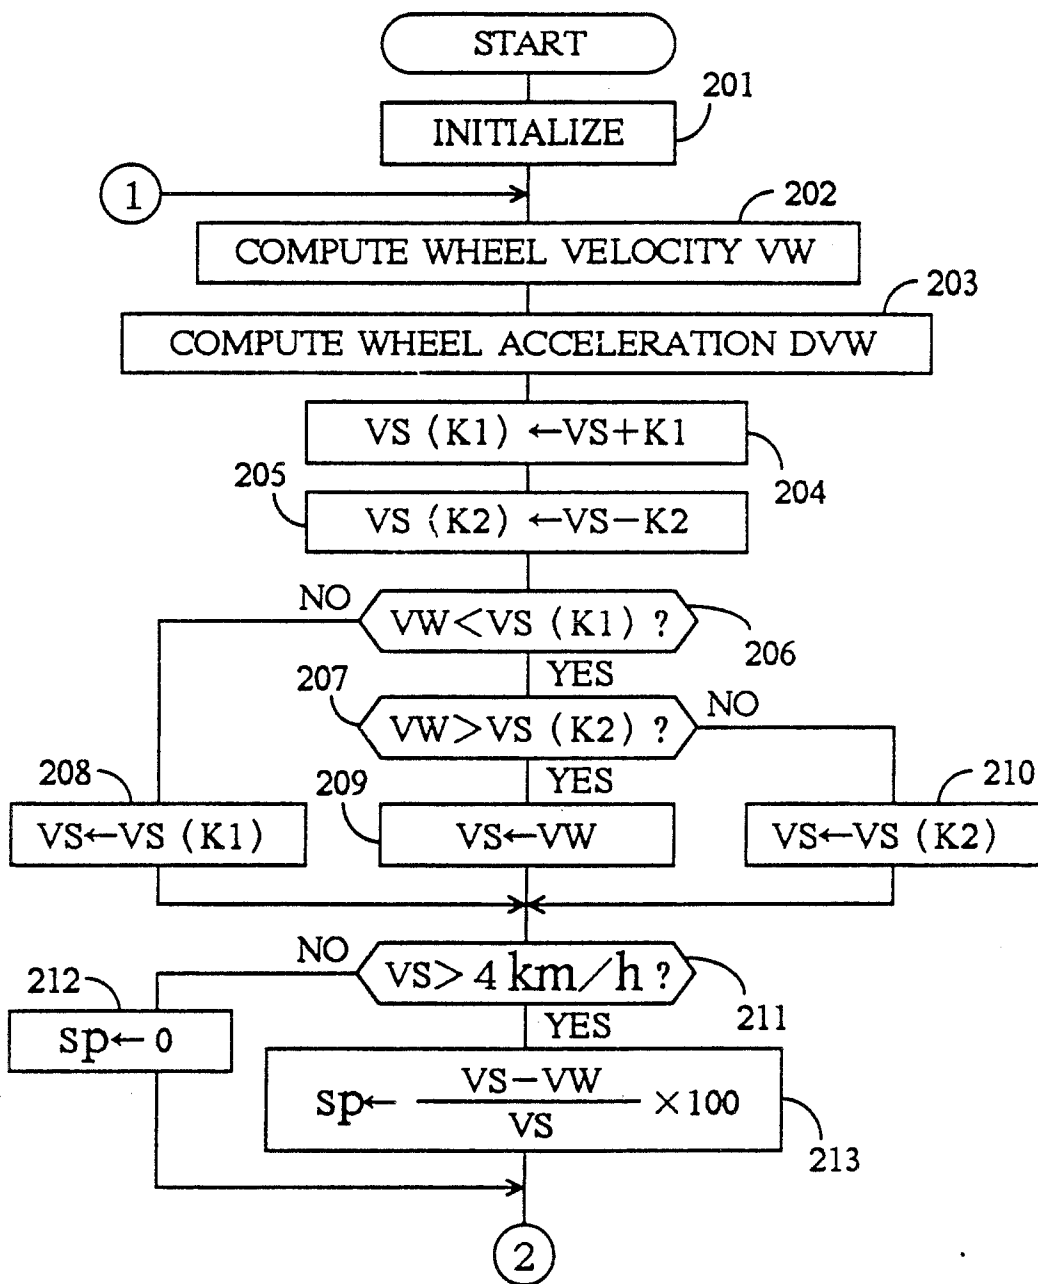 START
201
INITIALIZE
1
202
COMPUTE WHEEL VELOCITY VW
203
COMPUTE WHEEL ACCELERATION DVW
VS (K1) ←VS+K1
204
205
VS (K2) ←VS−K2
NO
VW<VS (K1) ?
206
YES
207
VW>VS (K2) ?
NO
YES
208
VS←VS (K1)
209
VS←VW
210
VS←VS (K2)
NO
VS> 4 km/h ?
211
YES
212
sp← 0
sp← VS−VW / VS ×100
213
2